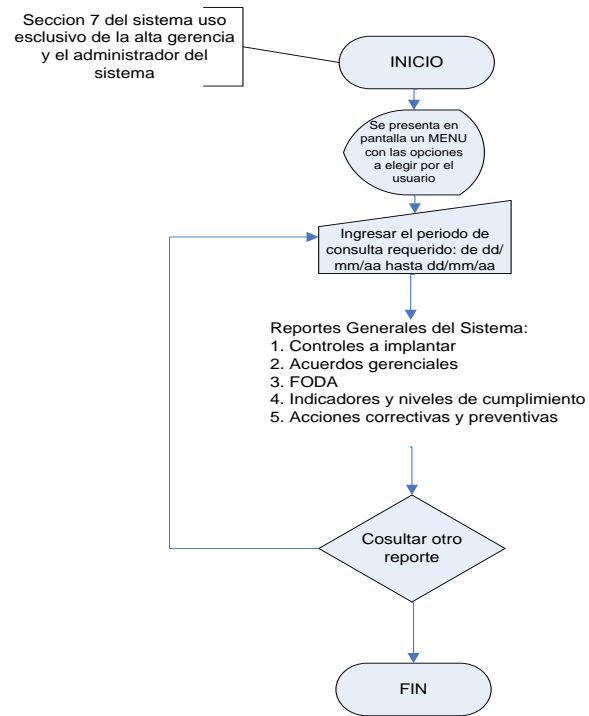 Seccion 7 del sistema uso
esclusivo de la alta gerencia
y el administrador del
sistema
INICIO
Se presenta en
pantalla un MENU
con las opciones
a elegir por el
usuario
Ingresar el periodo de
consulta requerido: de dd/
mm/aa hasta dd/mm/aa
Reportes Generales del Sistema:
1. Controles a implantar
2. Acuerdos gerenciales
3. FODA
4. Indicadores y niveles de cumplimiento
5. Acciones correctivas y preventivas
Cosultar otro
reporte
FIN